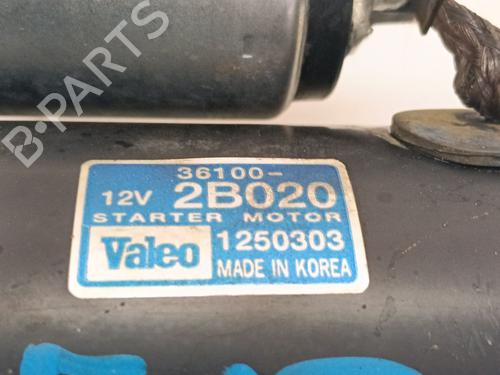 B-PARTS
36100-
12V 2B020
STARTER MOTOR
Valeo 1250303
MADE IN KOREA